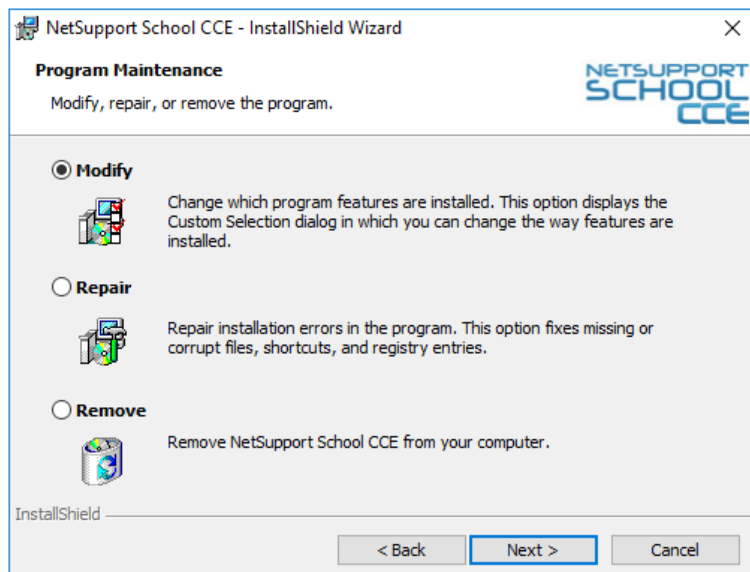 NetSupport School CCE - InstallShield Wizard
Program Maintenance
Modify, repair, or remove the program.
NETSUPPORT
SCHOOL
CCE
Modify
Change which program features are installed. This option displays the
Custom Selection dialog in which you can change the way features are
installed.
Repair
Repair installation errors in the program. This option fixes missing or
corrupt files, shortcuts, and registry entries.
Remove
Remove NetSupport School CCE from your computer.
InstallShield
< Back
Next >
Cancel